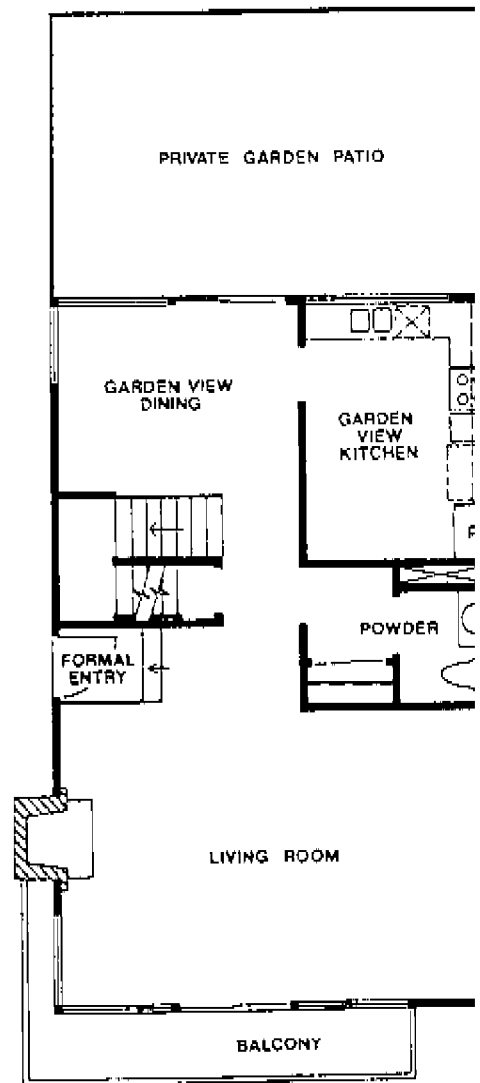 PRIVATE GARDEN PATIO
GARDEN VIEW
DINING
GARDEN
VIEW
KITCHEN
POWDER
FORMAL
ENTRY
LIVING ROOM
BALCONY